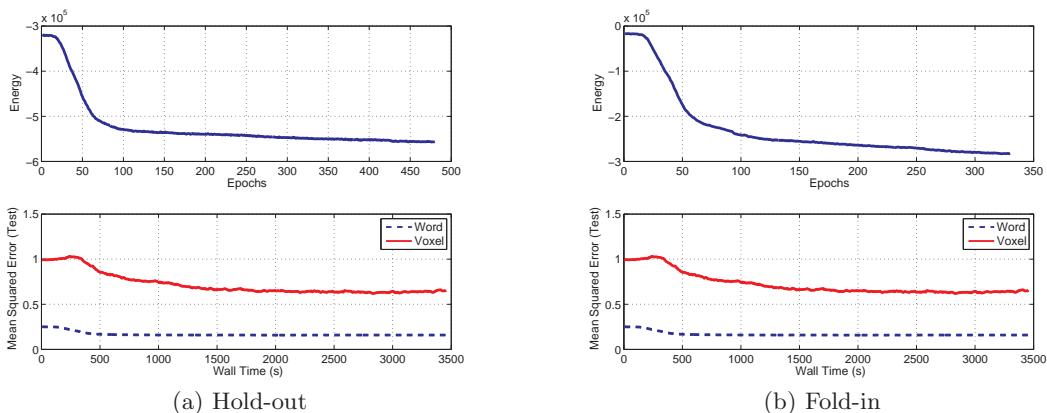 x 10⁵
−3
−4
−5
−6
Energy
0 50 100 150 200 250 300 350 400 450 500
Epochs
1.5
1
0.5
0
Mean Squared Error (Test)
Word
Voxel
0 500 1000 1500 2000 2500 3000 3500
Wall Time (s)
(a) Hold-out
x 10⁵
0
−1
−2
−3
Energy
0 50 100 150 200 250 300 350
Epochs
1.5
1
0.5
0
Mean Squared Error (Test)
Word
Voxel
0 500 1000 1500 2000 2500 3000 3500
Wall Time (s)
(b) Fold-in